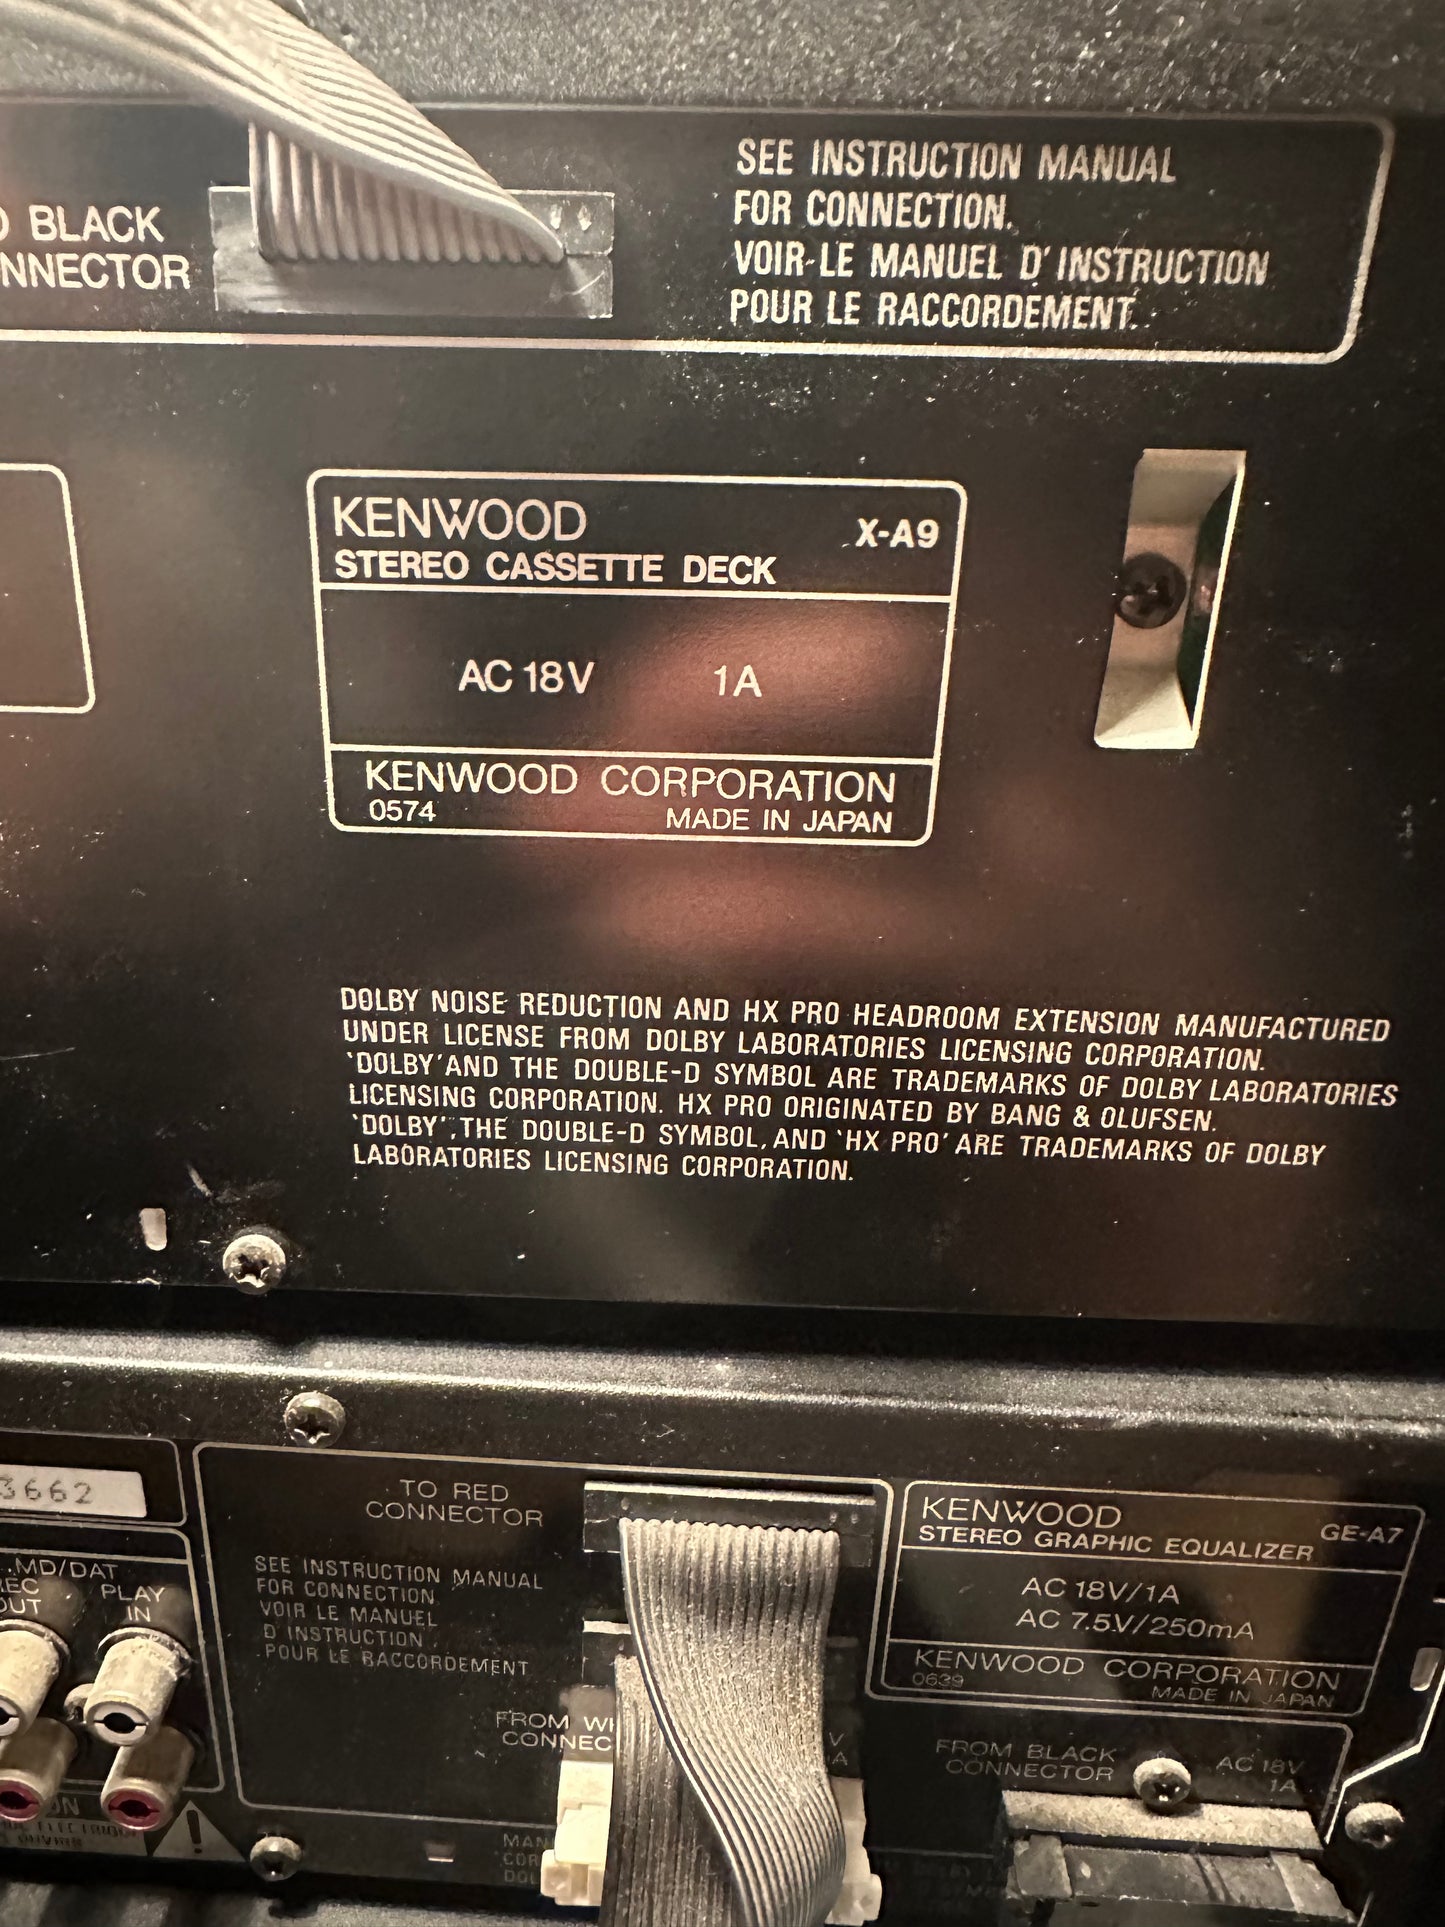 BLACK
SEE INSTRUCTION MANUAL
FOR CONNECTION.
VOIR-LE MANUEL D'INSTRUCTION
POUR LE RACCORDEMENT.
KENWOOD X-A9
STEREO CASSETTE DECK
AC 18V 1A
KENWOOD CORPORATION
0574 MADE IN JAPAN
DOLBY NOISE REDUCTION AND HX PRO HEADROOM EXTENSION MANUFACTURED
UNDER LICENSE FROM DOLBY LABORATORIES LICENSING CORPORATION.
'DOLBY' AND THE DOUBLE-D SYMBOL ARE TRADEMARKS OF DOLBY LABORATORIES
LICENSING CORPORATION. HX PRO ORIGINATED BY BANG & OLUFSEN.
'DOLBY', THE DOUBLE-D SYMBOL, AND 'HX PRO' ARE TRADEMARKS OF DOLBY
LABORATORIES LICENSING CORPORATION.
3662
MD/DAT
PLAY
IN
TO RED
CONNECTOR
SEE INSTRUCTION MANUAL
FOR CONNECTION.
VOIR LE MANUEL
D'INSTRUCTION
POUR LE RACCORDEMENT
FROM
KENWOOD GE-A7
STEREO GRAPHIC EQUALIZER
AC 18V/1A
AC 7.5V/250mA
KENWOOD CORPORATION
0639 MADE IN JAPAN
FROM BLACK
CONNECTOR
AC 18V
1A